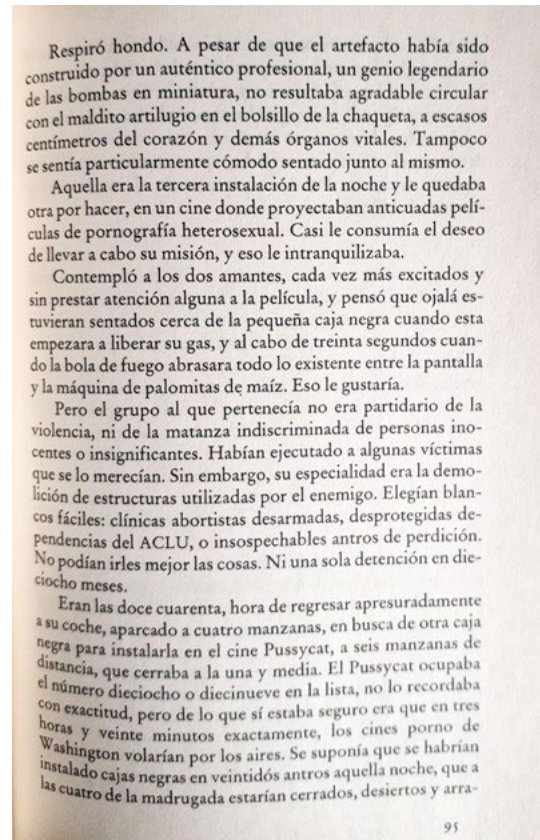 Respiró hondo. A pesar de que el artefacto había sido
construido por un auténtico profesional, un genio legendario
de las bombas en miniatura, no resultaba agradable circular
con el maldito artilugio en el bolsillo de la chaqueta, a escasos
centímetros del corazón y demás órganos vitales. Tampoco
se sentía particularmente cómodo sentado junto al mismo.
Aquella era la tercera instalación de la noche y le quedaba
otra por hacer, en un cine donde proyectaban anticuadas pelí-
culas de pornografía heterosexual. Casi le consumía el deseo
de llevar a cabo su misión, y eso le intranquilizaba.
Contempló a los dos amantes, cada vez más excitados y
sin prestar atención alguna a la película, y pensó que ojalá es-
tuvieran sentados cerca de la pequeña caja negra cuando esta
empezara a liberar su gas, y al cabo de treinta segundos cuan-
do la bola de fuego abrasara todo lo existente entre la pantalla
y la máquina de palomitas de maíz. Eso le gustaría.
Pero el grupo al que pertenecía no era partidario de la
violencia, ni de la matanza indiscriminada de personas ino-
centes o insignificantes. Habían ejecutado a algunas víctimas
que se lo merecían. Sin embargo, su especialidad era la demo-
lición de estructuras utilizadas por el enemigo. Elegían blan-
cos fáciles: clínicas abortistas desarmadas, desprotegidas de-
pendencias del ACLU, o insospechables antros de perdición.
No podían irles mejor las cosas. Ni una sola detención en die-
ciocho meses.
Eran las doce cuarenta, hora de regresar apresuradamente
a su coche, aparcado a cuatro manzanas, en busca de otra caja
negra para instalarla en el cine Pussycat, a seis manzanas de
distancia, que cerraba a la una y media. El Pussycat ocupaba
el número dieciocho o diecinueve en la lista, no lo recordaba
con exactitud, pero de lo que sí estaba seguro era que en tres
horas y veinte minutos exactamente, los cines porno de
Washington volarían por los aires. Se suponía que se habrían
instalado cajas negras en veintidós antros aquella noche, que a
las cuatro de la madrugada estarían cerrados, desiertos y arra-
95